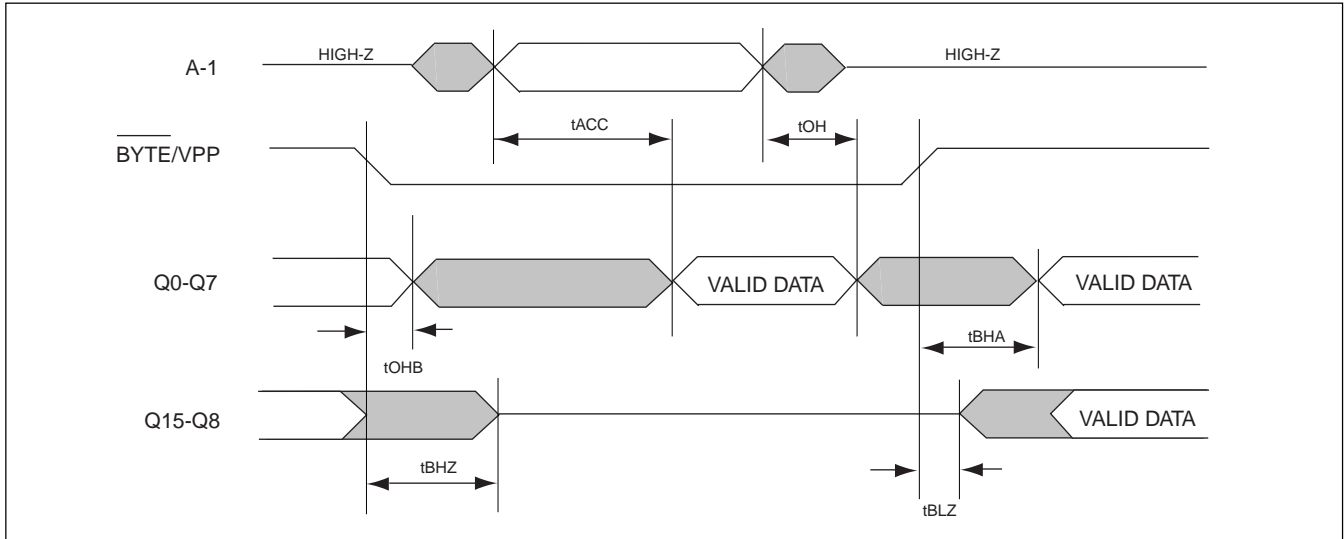 A-1 HIGH-Z HIGH-Z
tACC tOH
BYTE/VPP
Q0-Q7 VALID DATA VALID DATA
tBHA
tOHB
Q15-Q8 VALID DATA
tBHZ
tBLZ